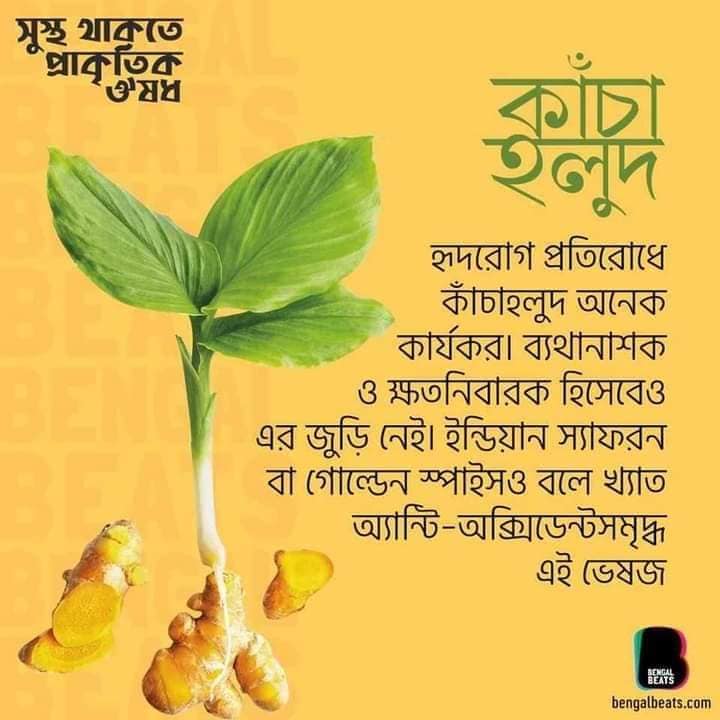 সুস্থ থাকতে
প্রাকৃতিক
ঔষধ
কাঁচা
হলুদ
হৃদরোগ প্রতিরোধে
কাঁচাহলুদ অনেক
কার্যকর। ব্যথানাশক
ও ক্ষতনিবারক হিসেবেও
এর জুড়ি নেই। ইন্ডিয়ান স্যাফরন
বা গোল্ডেন স্পাইসও বলে খ্যাত
অ্যান্টি-অক্সিডেন্টসমৃদ্ধ
এই ভেষজ
BENGAL
BEATS
bengalbeats.com